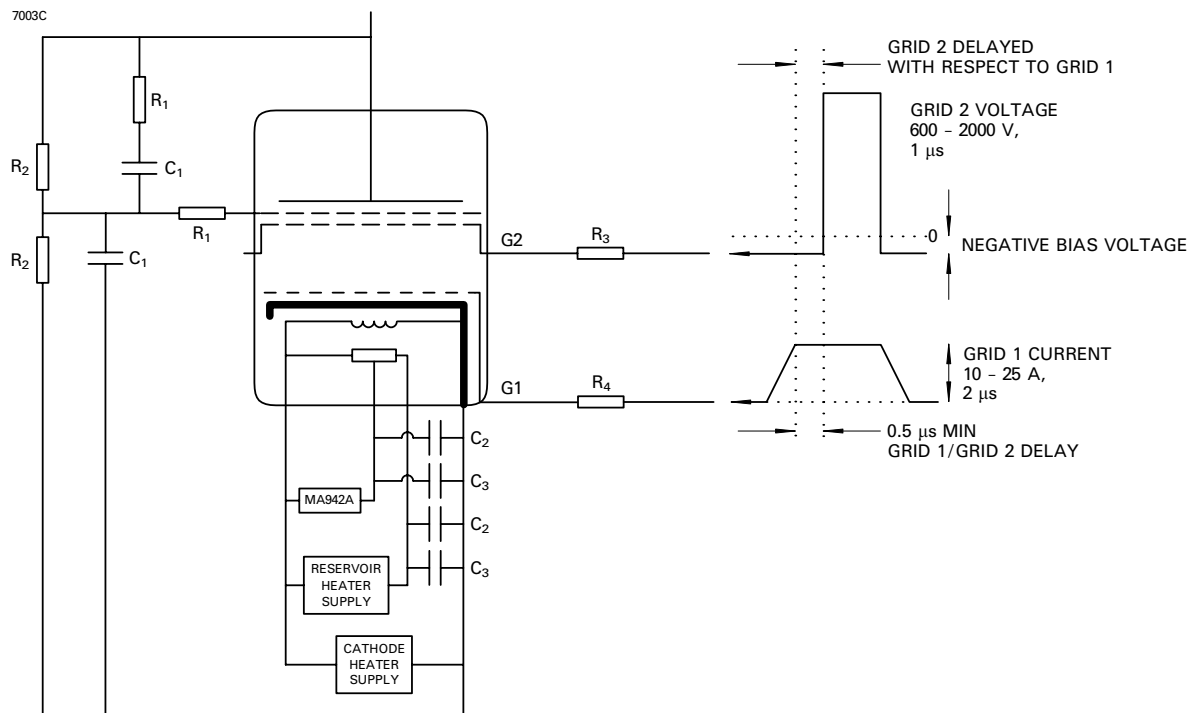 7003C
GRID 2 DELAYED
WITH RESPECT TO GRID 1
R1
GRID 2 VOLTAGE
600 – 2000 V,
1 μs
R2
C1
R1
G2
R3
0
NEGATIVE BIAS VOLTAGE
R2
C1
GRID 1 CURRENT
10 – 25 A,
2 μs
G1
R4
0.5 μs MIN
GRID 1/GRID 2 DELAY
C2
C3
MA942A
C2
C3
RESERVOIR
HEATER
SUPPLY
CATHODE
HEATER
SUPPLY